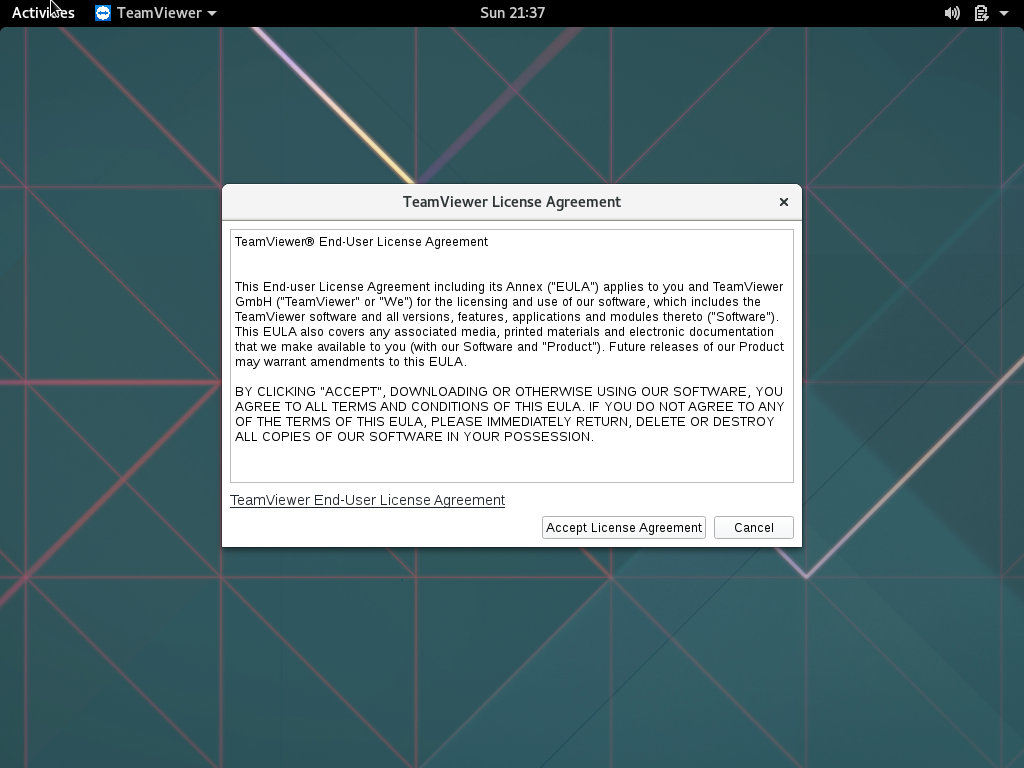 Activities TeamViewer Sun 21:37
TeamViewer License Agreement
TeamViewer® End-User License Agreement
This End-user License Agreement including its Annex ("EULA") applies to you and TeamViewer
GmbH ("TeamViewer" or "We") for the licensing and use of our software, which includes the
TeamViewer software and all versions, features, applications and modules thereto ("Software").
This EULA also covers any associated media, printed materials and electronic documentation
that we make available to you (with our Software and "Product"). Future releases of our Product
may warrant amendments to this EULA.
BY CLICKING "ACCEPT", DOWNLOADING OR OTHERWISE USING OUR SOFTWARE, YOU
AGREE TO ALL TERMS AND CONDITIONS OF THIS EULA. IF YOU DO NOT AGREE TO ANY
OF THE TERMS OF THIS EULA, PLEASE IMMEDIATELY RETURN, DELETE OR DESTROY
ALL COPIES OF OUR SOFTWARE IN YOUR POSSESSION.
TeamViewer End-User License Agreement
Accept License Agreement Cancel